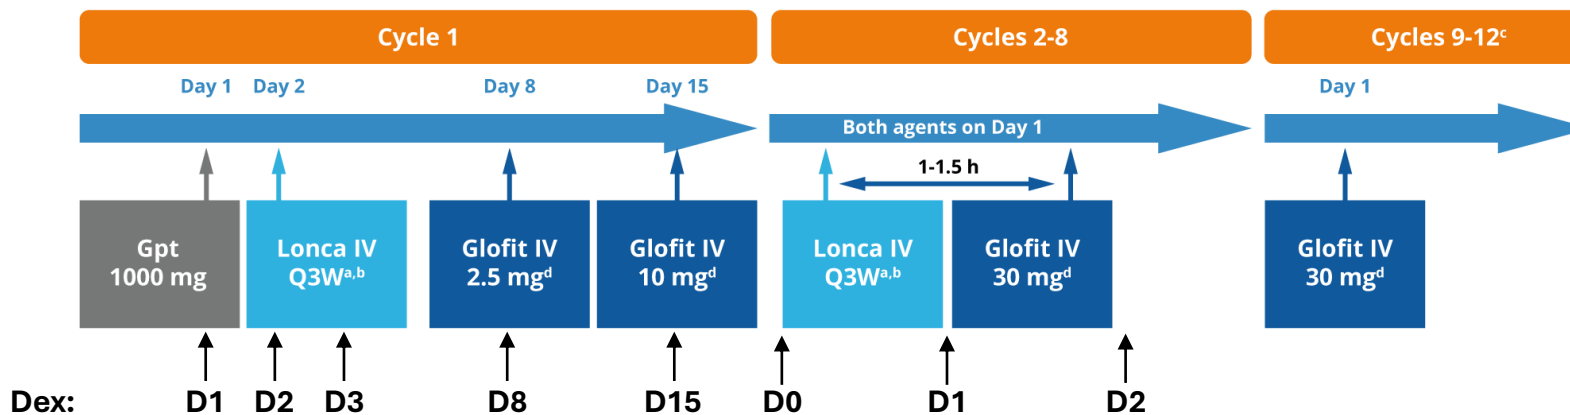 Cycle 1
Cycles 2-8
Cycles 9-12ᶜ
Day 1
Day 2
Day 8
Day 15
Day 1
Both agents on Day 1
1-1.5 h
Gpt
1000 mg
Lonca IV
Q3Wᵃ,ᵇ
Glofit IV
2.5 mgᵈ
Glofit IV
10 mgᵈ
Lonca IV
Q3Wᵃ,ᵇ
Glofit IV
30 mgᵈ
Glofit IV
30 mgᵈ
Dex: D1 D2 D3 D8 D15 D0 D1 D2